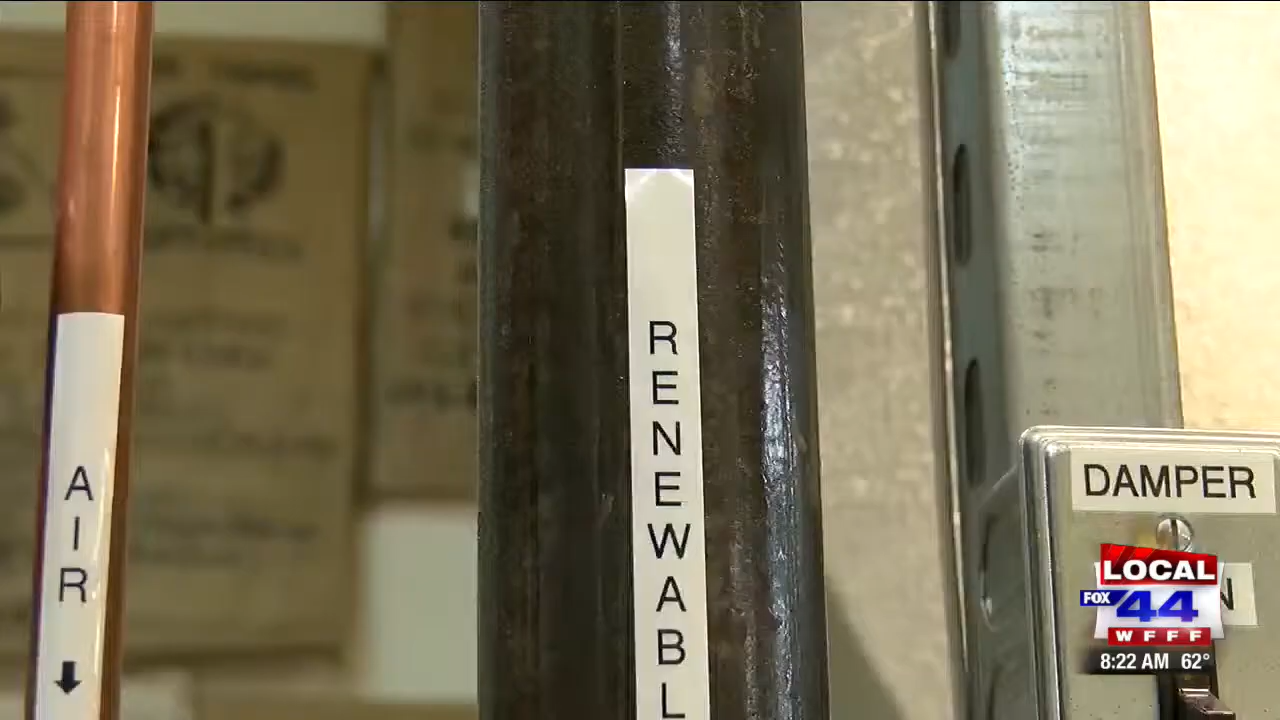 AIR
RENEWABL
DAMPER
N
LOCAL
FOX 44
WFFF
8:22 AM 62°